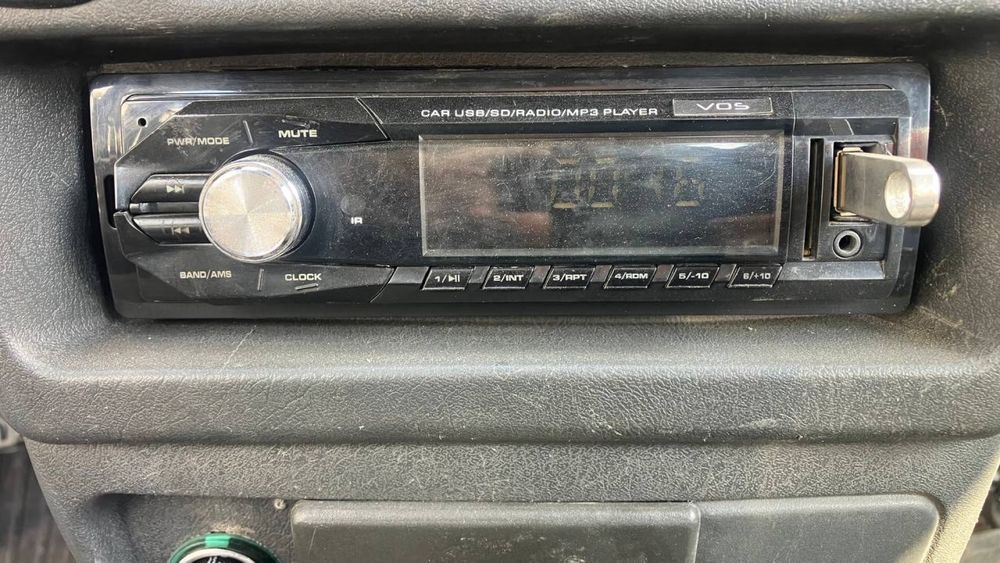 CAR USB/SD/RADIO/MP3 PLAYER VOS
PWR/MODE MUTE
IR
BAND/AMS CLOCK
1/▶II 2/INT 3/RPT 4/RDM 5/-10 6/+10